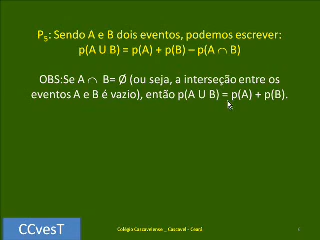 P₅: Sendo A e B dois eventos, podemos escrever:
p(A U B) = p(A) + p(B) – p(A ∩ B)
OBS:Se A ∩ B= Ø (ou seja, a interseção entre os
eventos A e B é vazio), então p(A U B) = p(A) + p(B).
CCvesT
Colégio Cascavelense _ Cascavel - Ceará